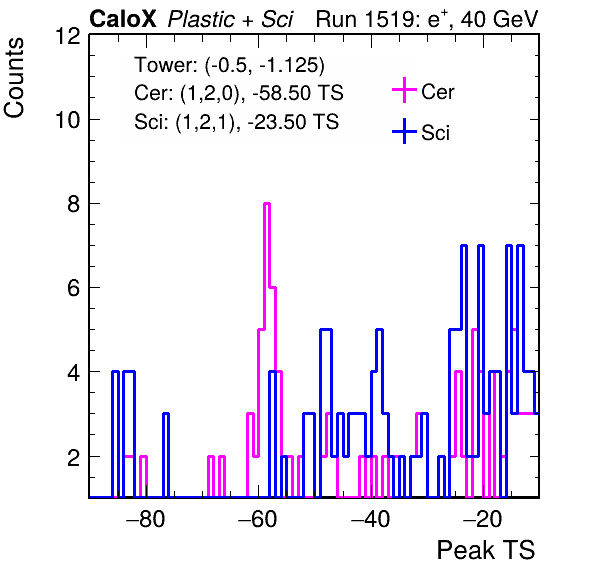 CaloX Plastic + Sci Run 1519: e+, 40 GeV
Counts
Tower: (-0.5, -1.125)
Cer: (1,2,0), -58.50 TS
Sci: (1,2,1), -23.50 TS
Cer
Sci
12
10
8
6
4
2
−80 −60 −40 −20
Peak TS